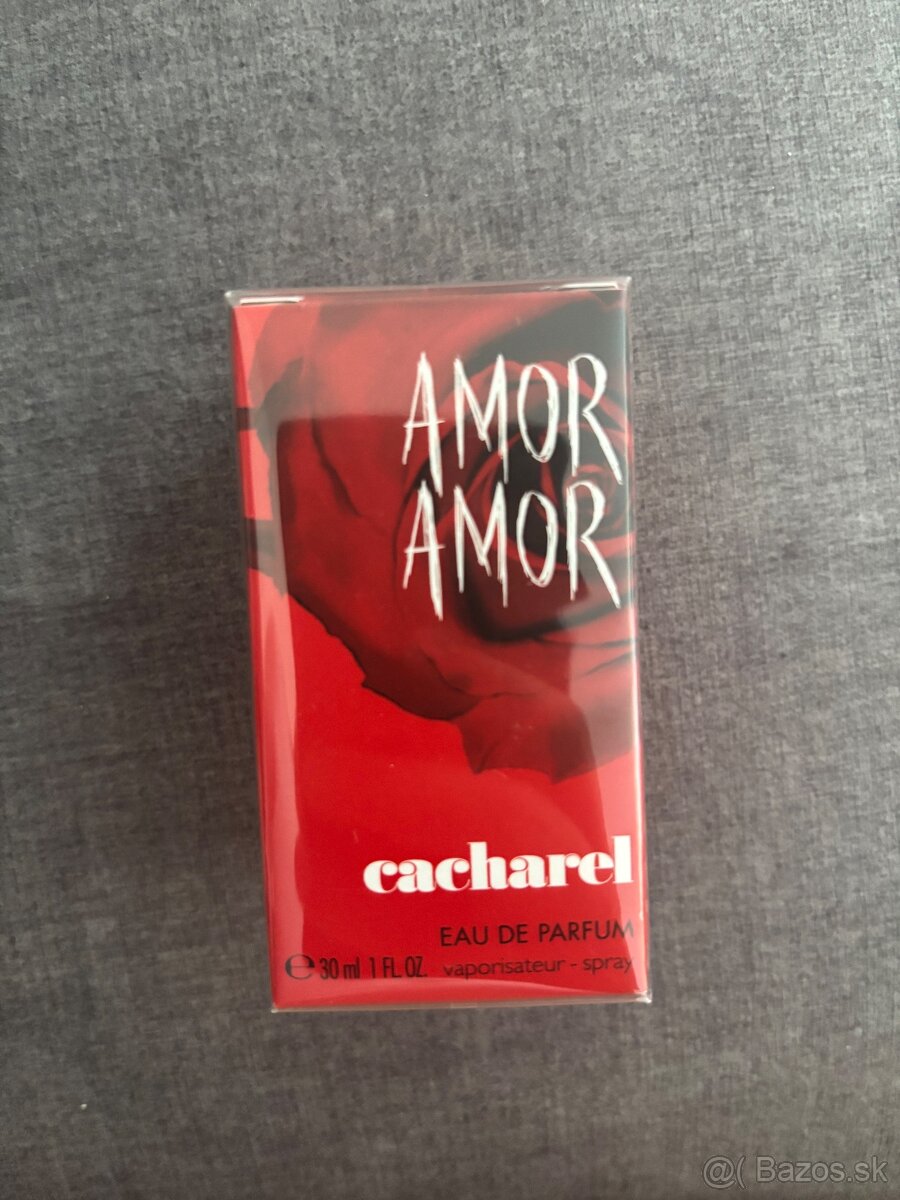 AMOR
AMOR
cacharel
EAU DE PARFUM
e 30 ml 1 FL. OZ. vaporisateur - spray
@( Bazos.sk